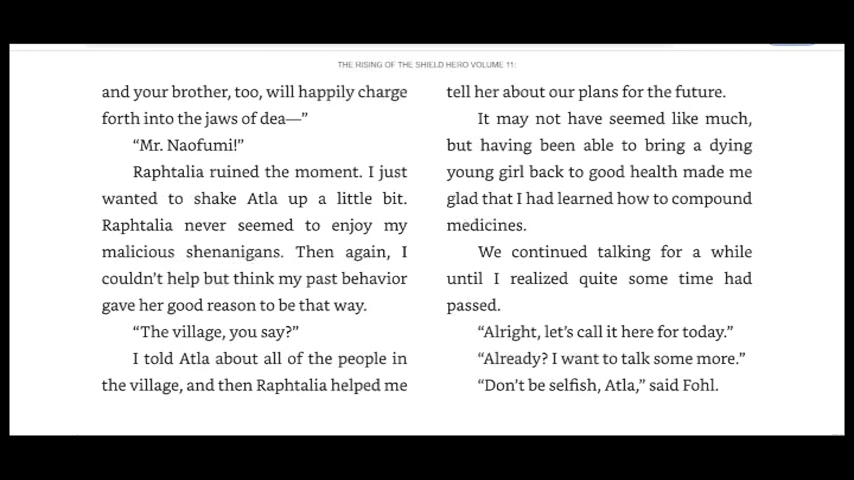 THE RISING OF THE SHIELD HERO VOLUME 11:
and your brother, too, will happily charge
forth into the jaws of dea—”
“Mr. Naofumi!”
Raphtalia ruined the moment. I just
wanted to shake Atla up a little bit.
Raphtalia never seemed to enjoy my
malicious shenanigans. Then again, I
couldn’t help but think my past behavior
gave her good reason to be that way.
“The village, you say?”
I told Atla about all of the people in
the village, and then Raphtalia helped me
tell her about our plans for the future.
It may not have seemed like much,
but having been able to bring a dying
young girl back to good health made me
glad that I had learned how to compound
medicines.
We continued talking for a while
until I realized quite some time had
passed.
“Alright, let’s call it here for today.”
“Already? I want to talk some more.”
“Don’t be selfish, Atla,” said Fohl.